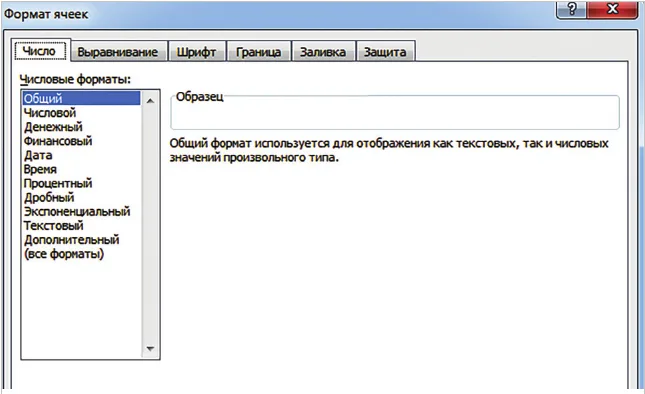 Формат ячеек
?
Число Выравнивание Шрифт Граница Заливка Защита
Числовые форматы:
Общий
Числовой
Денежный
Финансовый
Дата
Время
Процентный
Дробный
Экспоненциальный
Текстовый
Дополнительный
(все форматы)
Образец
Общий формат используется для отображения как текстовых, так и числовых
значений произвольного типа.